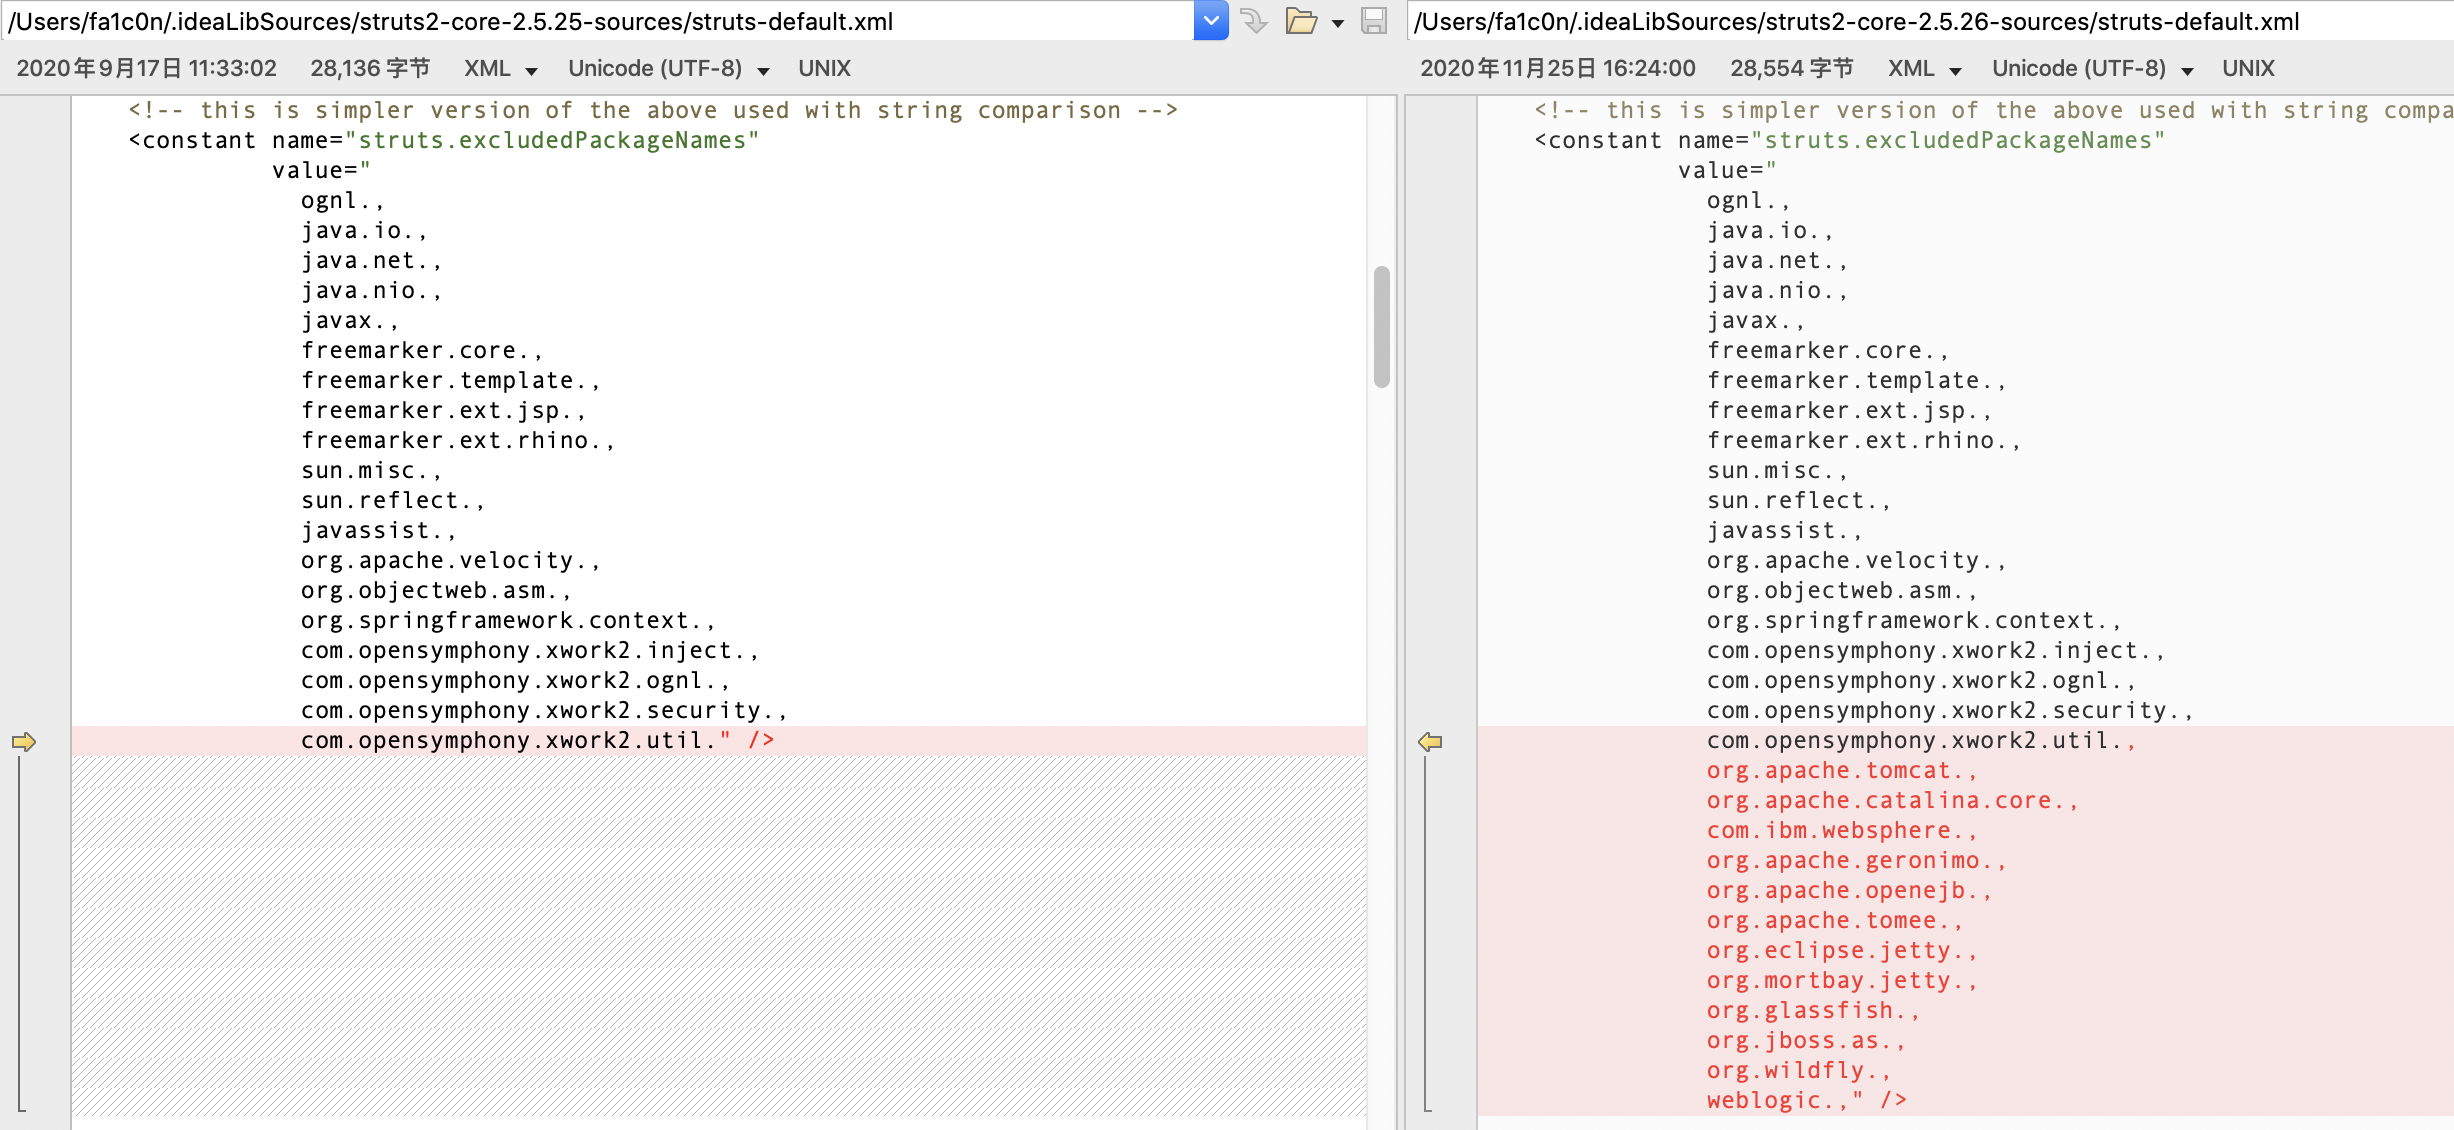 /Users/fa1c0n/.ideaLibSources/struts2-core-2.5.25-sources/struts-default.xml
2020年9月17日 11:33:02 28,136 字节 XML Unicode (UTF-8) UNIX
<!-- this is simpler version of the above used with string comparison -->
<constant name="struts.excludedPackageNames"
value="
ognl.,
java.io.,
java.net.,
java.nio.,
javax.,
freemarker.core.,
freemarker.template.,
freemarker.ext.jsp.,
freemarker.ext.rhino.,
sun.misc.,
sun.reflect.,
javassist.,
org.apache.velocity.,
org.objectweb.asm.,
org.springframework.context.,
com.opensymphony.xwork2.inject.,
com.opensymphony.xwork2.ognl.,
com.opensymphony.xwork2.security.,
com.opensymphony.xwork2.util." />
/Users/fa1c0n/.ideaLibSources/struts2-core-2.5.26-sources/struts-default.xml
2020年11月25日 16:24:00 28,554 字节 XML Unicode (UTF-8) UNIX
<!-- this is simpler version of the above used with string compa
<constant name="struts.excludedPackageNames"
value="
ognl.,
java.io.,
java.net.,
java.nio.,
javax.,
freemarker.core.,
freemarker.template.,
freemarker.ext.jsp.,
freemarker.ext.rhino.,
sun.misc.,
sun.reflect.,
javassist.,
org.apache.velocity.,
org.objectweb.asm.,
org.springframework.context.,
com.opensymphony.xwork2.inject.,
com.opensymphony.xwork2.ognl.,
com.opensymphony.xwork2.security.,
com.opensymphony.xwork2.util.,
org.apache.tomcat.,
org.apache.catalina.core.,
com.ibm.websphere.,
org.apache.geronimo.,
org.apache.openejb.,
org.apache.tomee.,
org.eclipse.jetty.,
org.mortbay.jetty.,
org.glassfish.,
org.jboss.as.,
org.wildfly.,
weblogic.," />